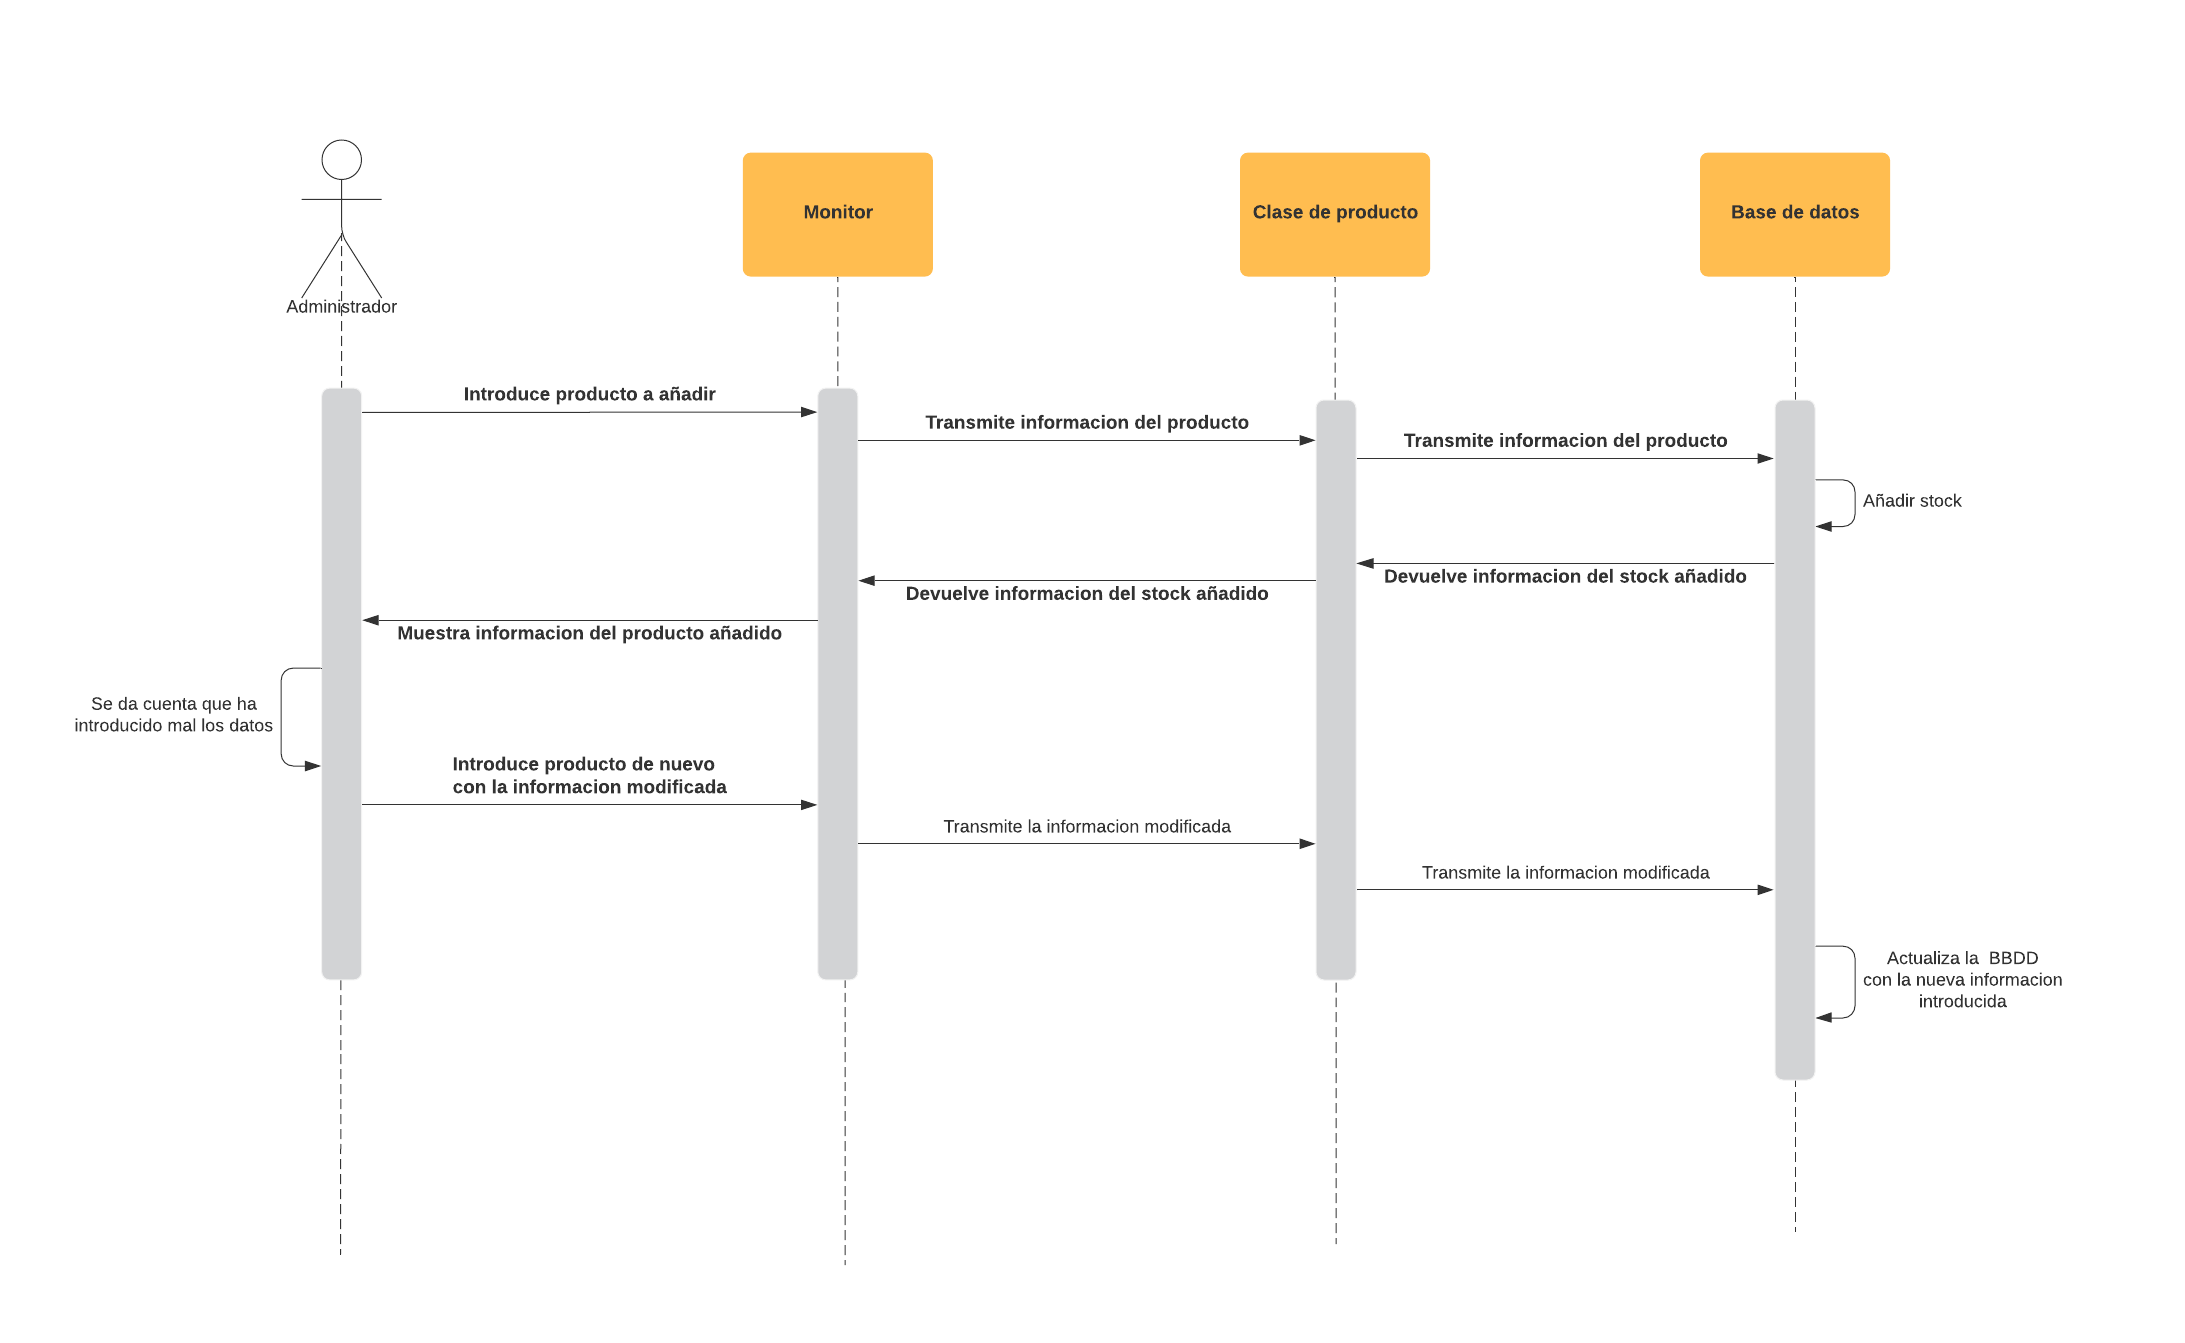 Monitor
Clase de producto
Base de datos
Administrador
Introduce producto a añadir
Transmite informacion del producto
Transmite informacion del producto
Añadir stock
Devuelve informacion del stock añadido
Devuelve informacion del stock añadido
Muestra informacion del producto añadido
Se da cuenta que ha
introducido mal los datos
Introduce producto de nuevo
con la informacion modificada
Transmite la informacion modificada
Transmite la informacion modificada
Actualiza la  BBDD
con la nueva informacion
introducida